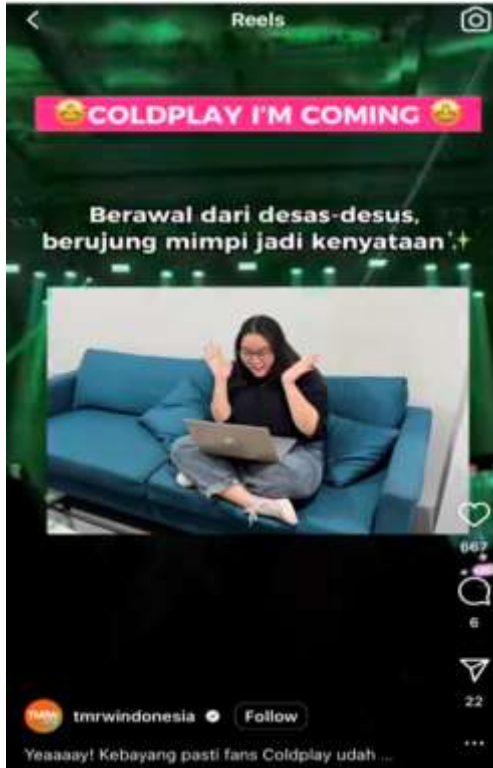 Reels
🤩COLDPLAY I'M COMING 🤩
Berawal dari desas-desus,
berujung mimpi jadi kenyataan✨
667
6
22
tmrwindonesia
Follow
Yeaaaay! Kebayang pasti fans Coldplay udah ...